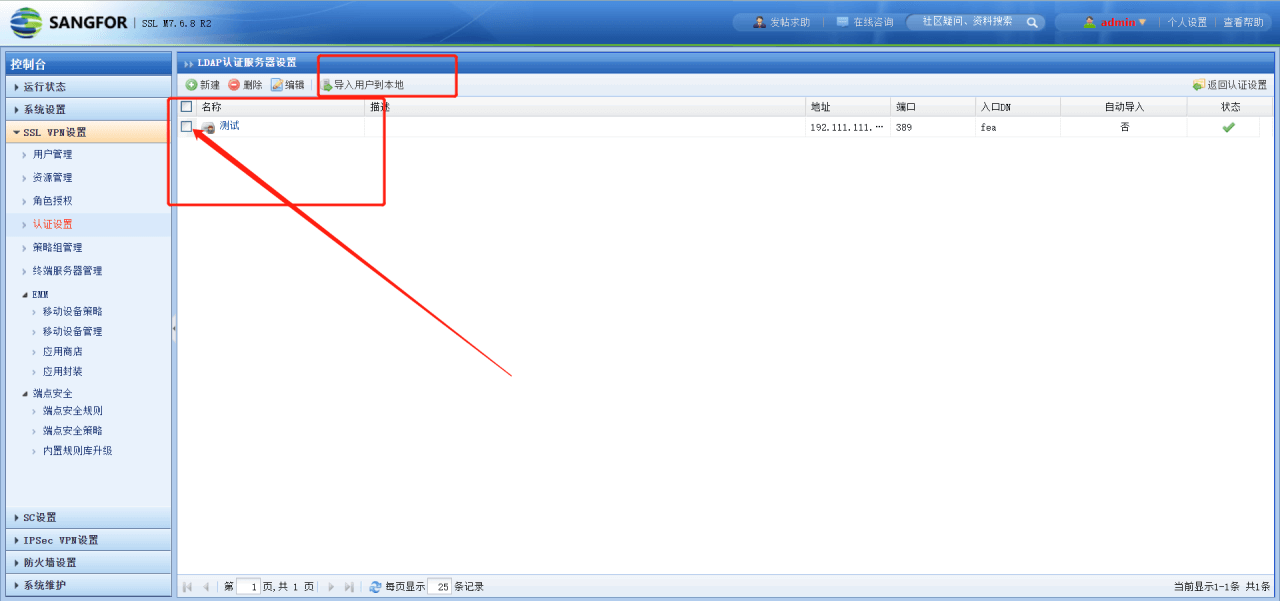 SANGFOR SSL M7.6.8 R2
发帖求助 在线咨询 社区疑问、资料搜索 admin 个人设置 查看帮助
控制台
运行状态
系统设置
SSL VPN设置
用户管理
资源管理
角色授权
认证设置
策略组管理
终端服务器管理
EMM
移动设备策略
移动设备管理
应用商店
应用封装
端点安全
端点安全规则
端点安全策略
内置规则库升级
SC设置
IPSec VPN设置
防火墙设置
系统维护
LDAP认证服务器设置
新建 删除 编辑 导入用户到本地 返回认证设置
名称 描述 地址 端口 入口DN 自动导入 状态
测试 192.111.111.… 389 fea 否
第 1 页,共 1 页 每页显示 25 条记录 当前显示1-1条 共1条